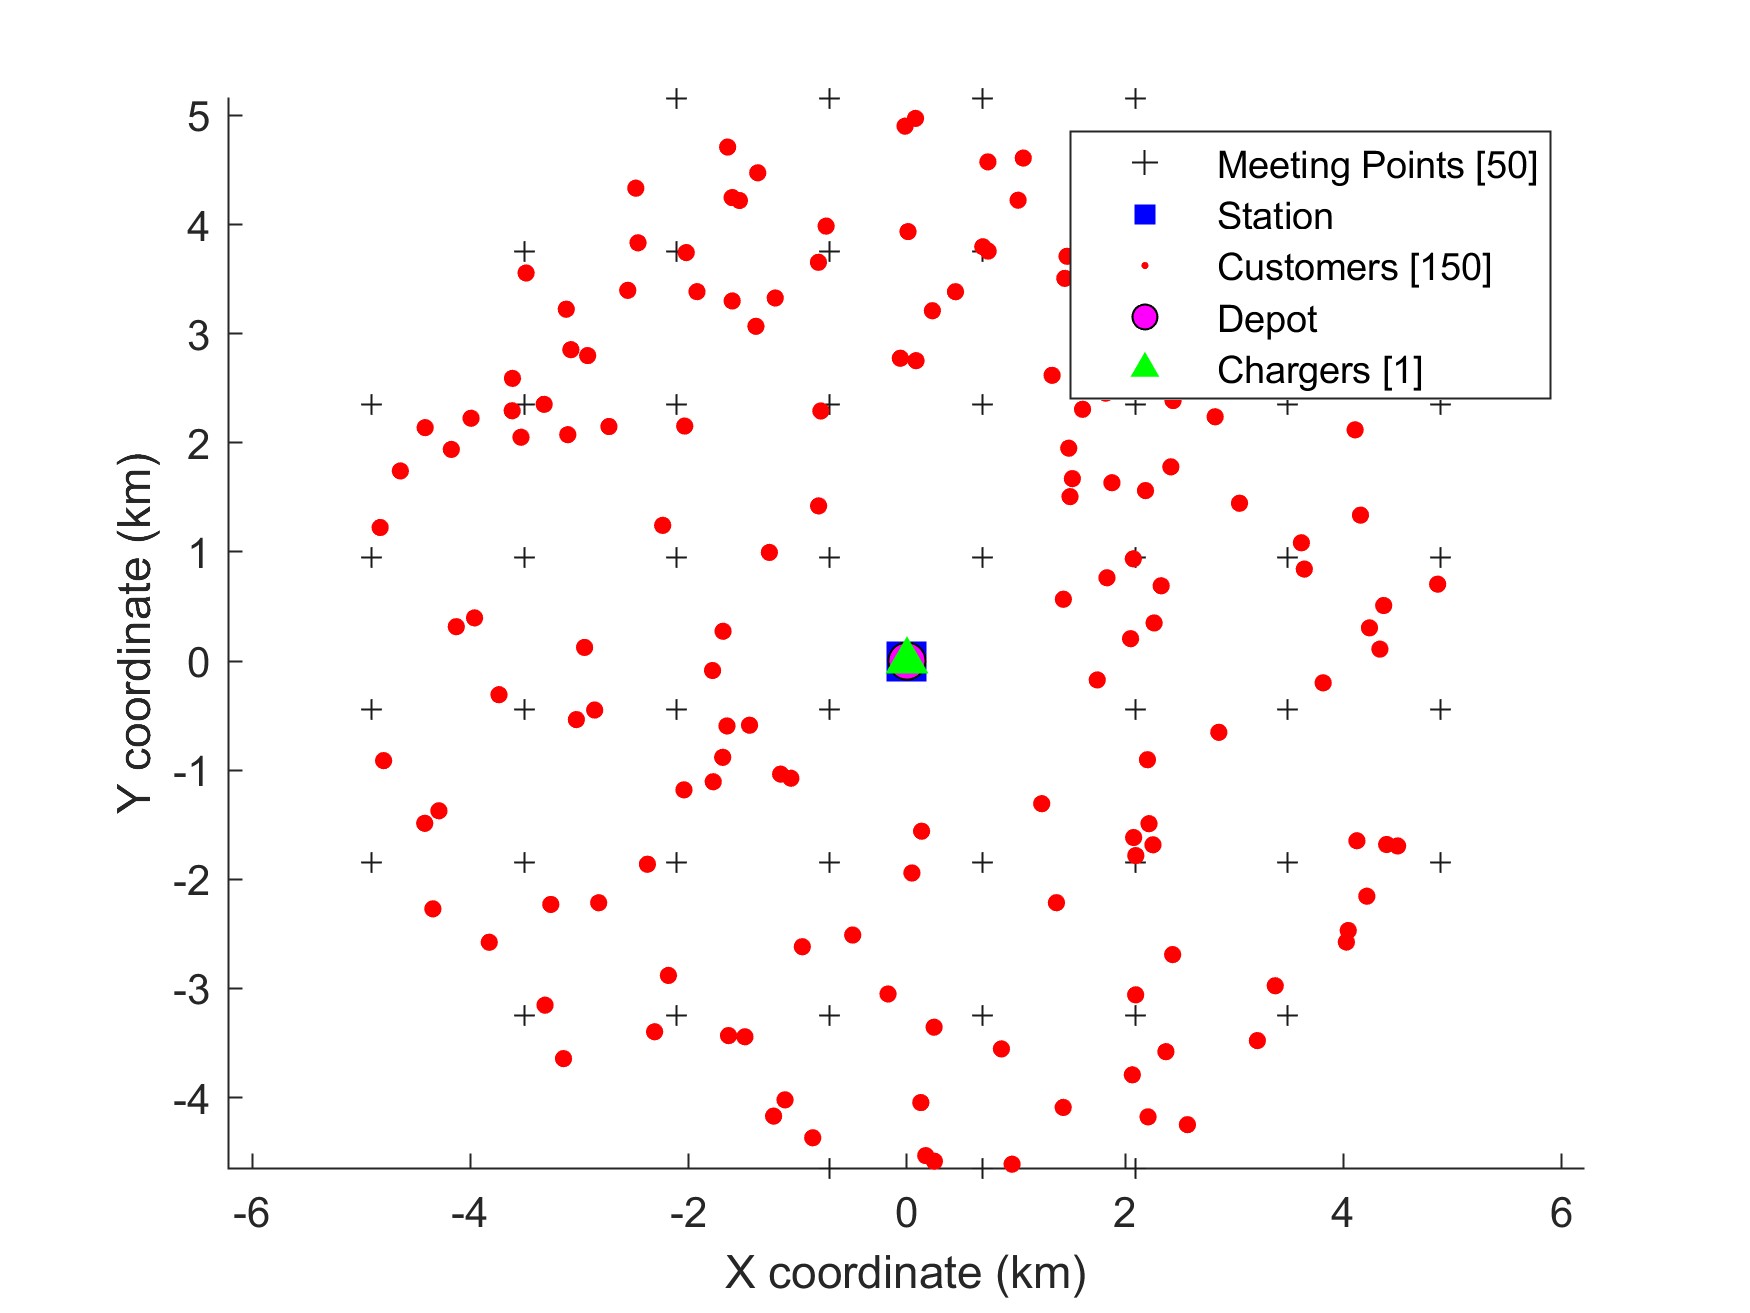 5
4
3
2
1
0
-1
-2
-3
-4
Y coordinate (km)
Meeting Points [50]
Station
Customers [150]
Depot
Chargers [1]
-6 -4 -2 0 2 4 6
X coordinate (km)